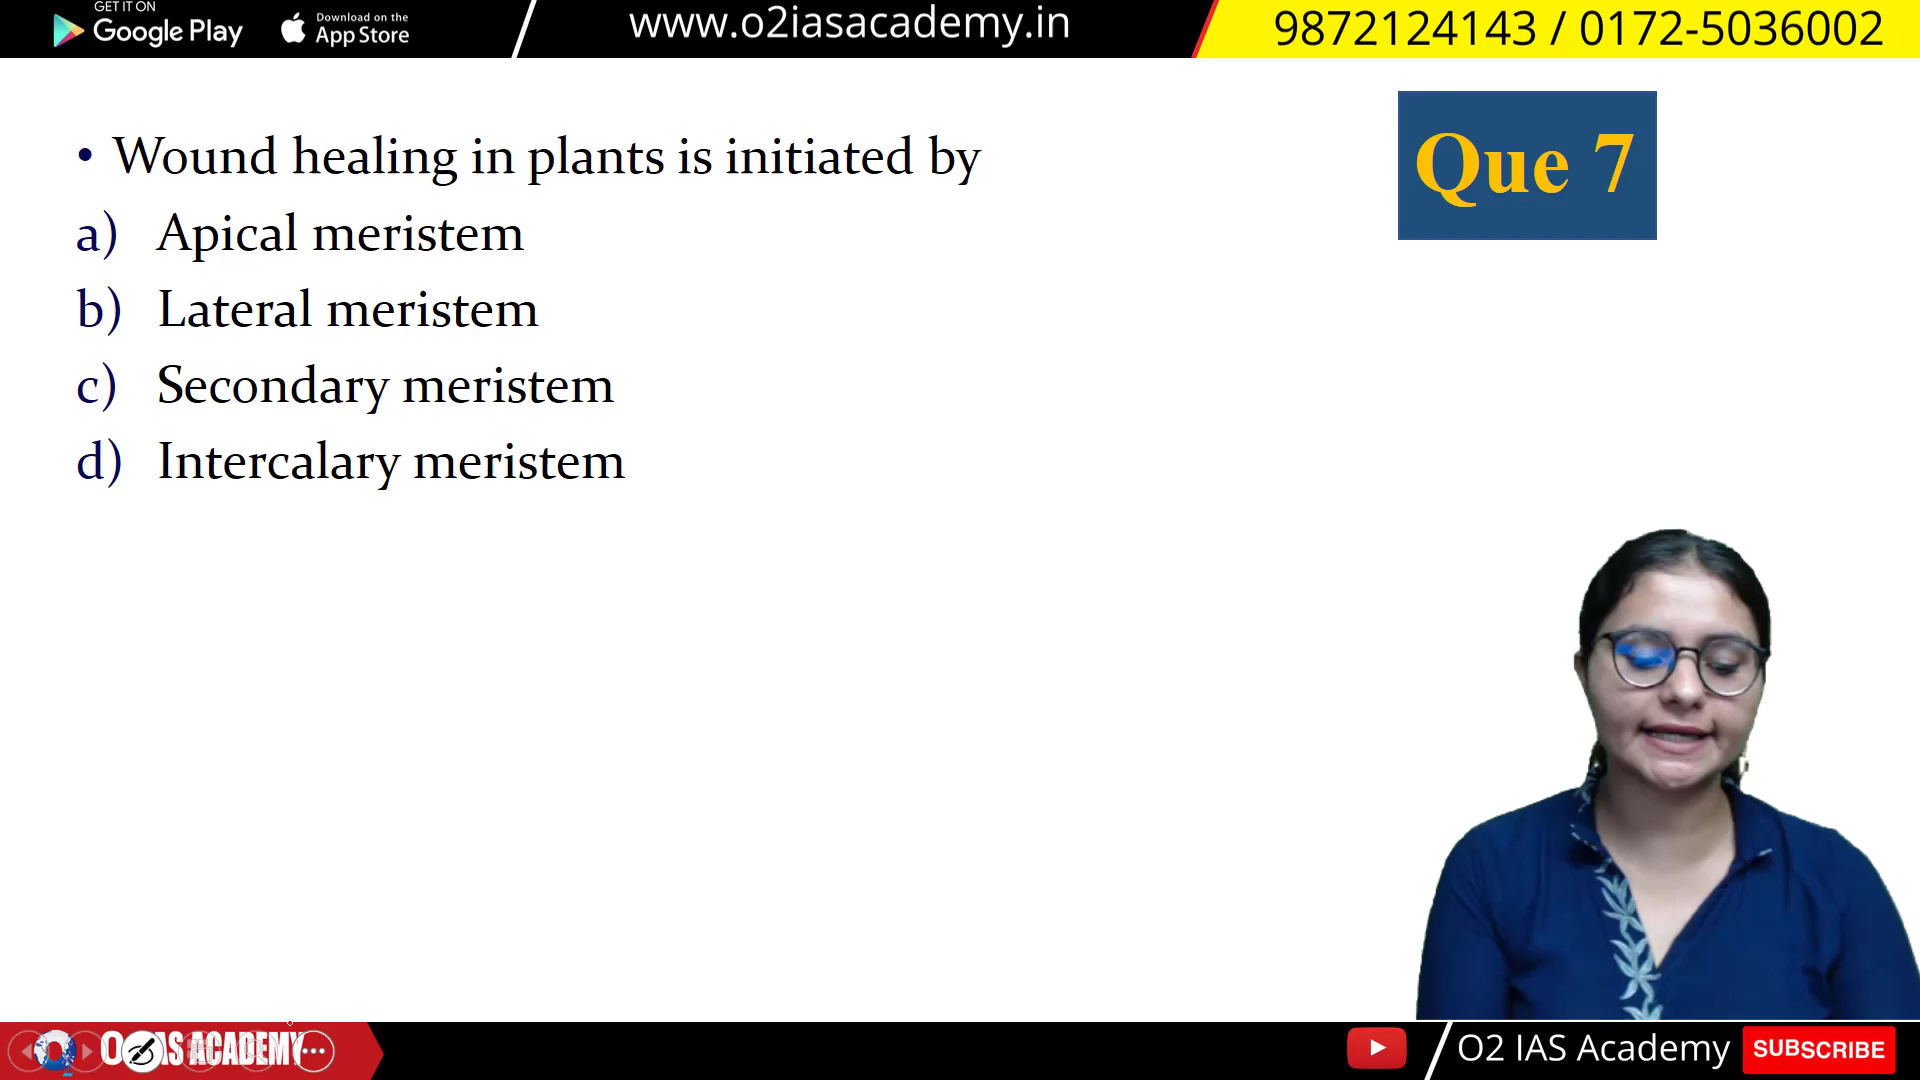 GET IT ON
Google Play
Download on the
App Store
www.o2iasacademy.in
9872124143 / 0172-5036002
Que 7
• Wound healing in plants is initiated by
a) Apical meristem
b) Lateral meristem
c) Secondary meristem
d) Intercalary meristem
ACADEMY
O2 IAS Academy
SUBSCRIBE